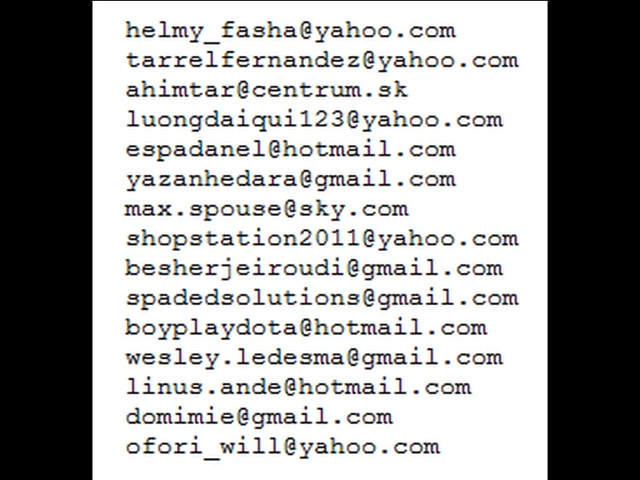 helmy_fasha@yahoo.com
tarrelfernandez@yahoo.com
ahimtar@centrum.sk
luongdaiqui123@yahoo.com
espadanel@hotmail.com
yazanhedara@gmail.com
max.spouse@sky.com
shopstation2011@yahoo.com
besherjeiroudi@gmail.com
spadedsolutions@gmail.com
boyplaydota@hotmail.com
wesley.ledesma@gmail.com
linus.ande@hotmail.com
domimie@gmail.com
ofori_will@yahoo.com